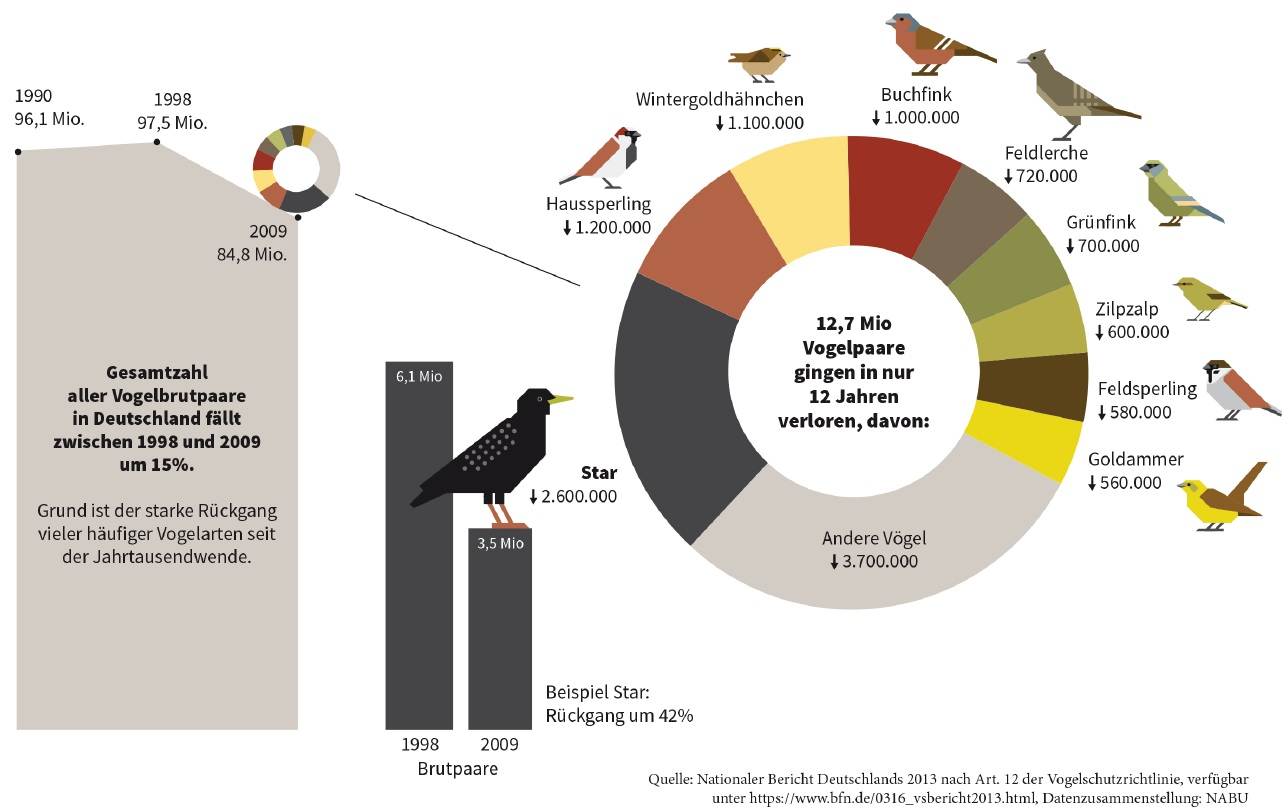 1990
96,1 Mio.
1998
97,5 Mio.
2009
84,8 Mio.
Gesamtzahl
aller Vogelbrutpaare
in Deutschland fällt
zwischen 1998 und 2009
um 15%.
Grund ist der starke Rückgang
vieler häufiger Vogelarten seit
der Jahrtausendwende.
6,1 Mio
3,5 Mio
1998
2009
Brutpaare
Beispiel Star:
Rückgang um 42%
Star
↓2.600.000
Haussperling
↓1.200.000
Wintergoldhähnchen
↓1.100.000
Buchfink
↓1.000.000
Feldlerche
↓720.000
Grünfink
↓700.000
Zilpzalp
↓600.000
Feldsperling
↓580.000
Goldammer
↓560.000
Andere Vögel
↓3.700.000
12,7 Mio
Vogelpaare
gingen in nur
12 Jahren
verloren, davon:
Quelle: Nationaler Bericht Deutschlands 2013 nach Art. 12 der Vogelschutzrichtlinie, verfügbar
unter https://www.bfn.de/0316_vsbericht2013.html, Datenzusammenstellung: NABU